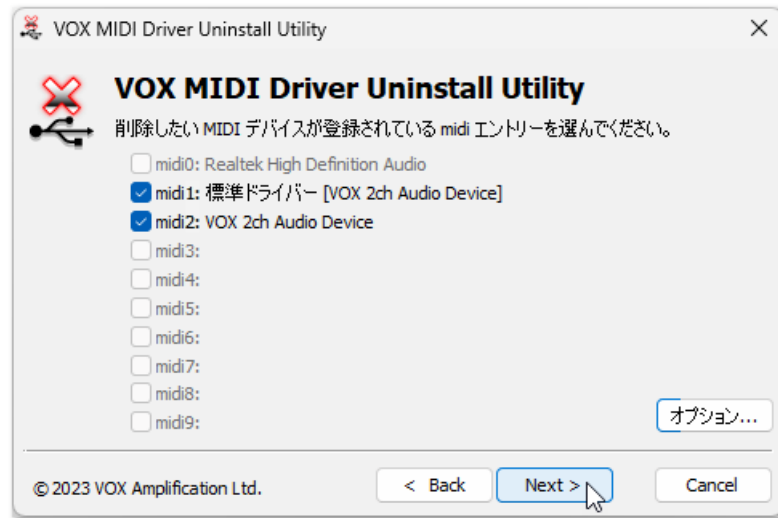 VOX MIDI Driver Uninstall Utility
VOX MIDI Driver Uninstall Utility
削除したい MIDI デバイスが登録されている midi エントリーを選んでください。
midi0: Realtek High Definition Audio
midi1: 標準ドライバー [VOX 2ch Audio Device]
midi2: VOX 2ch Audio Device
midi3:
midi4:
midi5:
midi6:
midi7:
midi8:
midi9:
オプション...
© 2023 VOX Amplification Ltd.
< Back
Next >
Cancel